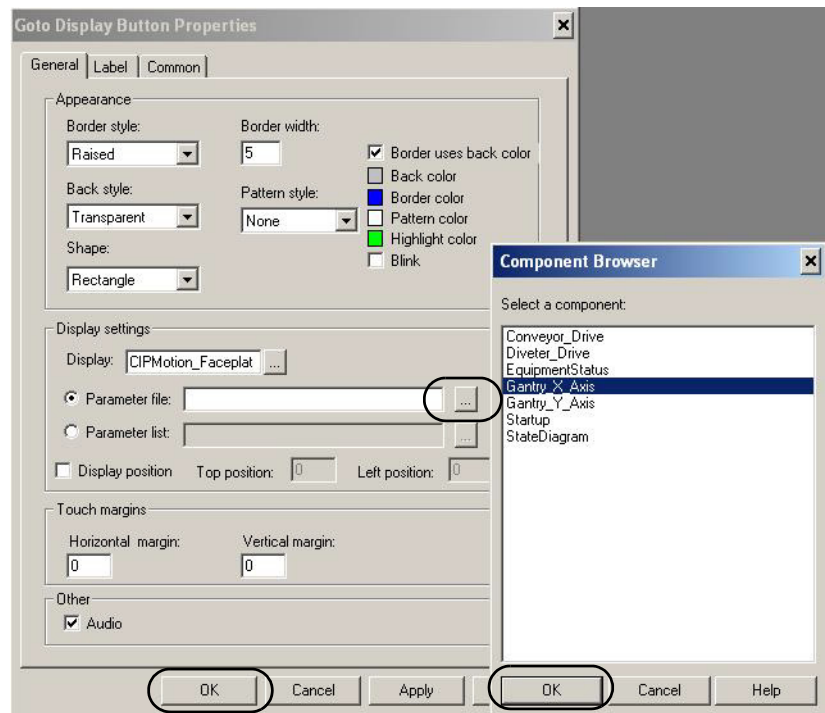 Goto Display Button Properties
General Label Common
Appearance
Border style:
Raised
Border width:
5
Border uses back color
Back color
Border color
Pattern color
Highlight color
Blink
Back style:
Transparent
Pattern style:
None
Shape:
Rectangle
Display settings
Display: CIPMotion_Faceplat ...
Parameter file: ...
Parameter list: ...
Display position Top position: 0 Left position: 0
Touch margins
Horizontal margin:
0
Vertical margin:
0
Other
Audio
OK Cancel Apply
Component Browser
Select a component:
Conveyor_Drive
Diveter_Drive
EquipmentStatus
Gantry_X_Axis
Gantry_Y_Axis
Startup
StateDiagram
OK Cancel Help